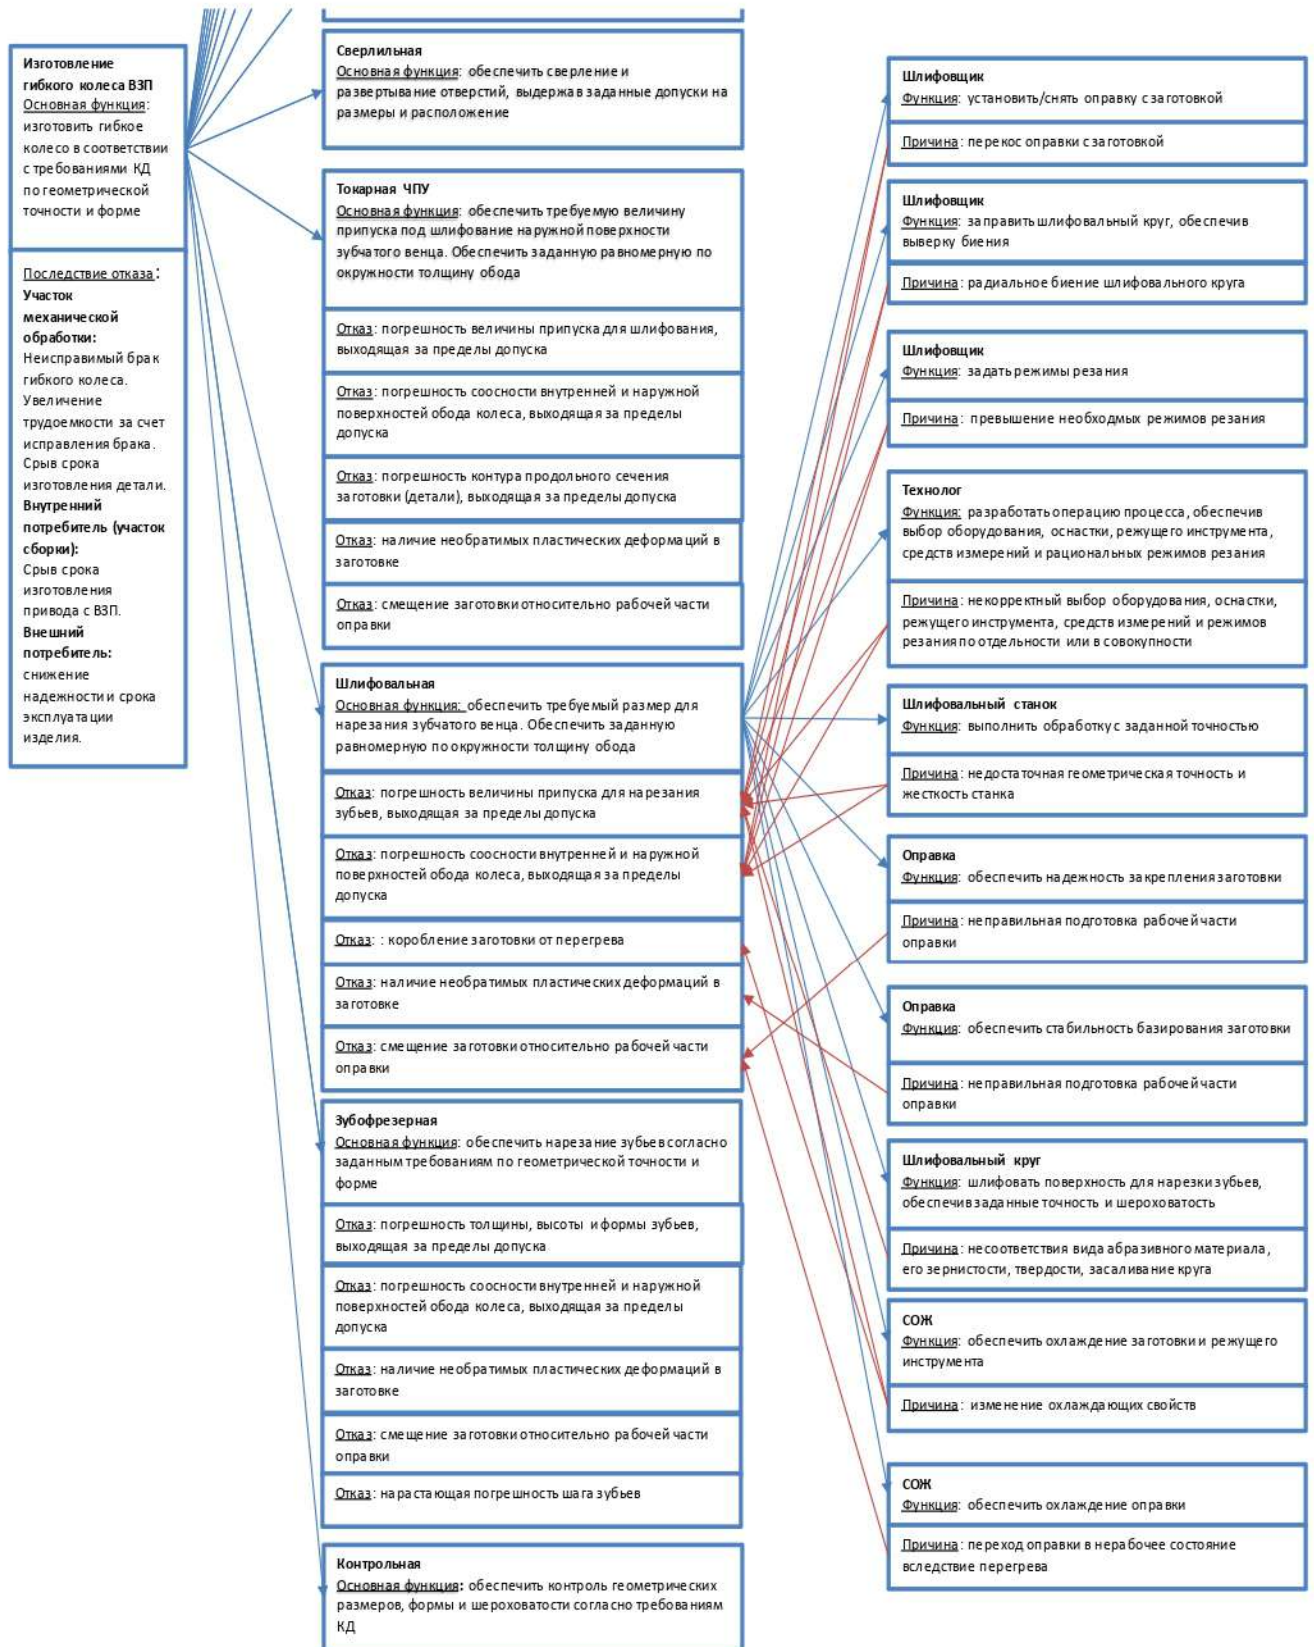 Изготовление
гибкого колеса ВЗП
Основная функция:
изготовить гибкое
колесо в соответствии
с требованиями КД
по геометрической
точности и форме
Последствие отказа:
Участок
механической
обработки:
Неисправимый брак
гибкого колеса.
Увеличение
трудоемкости за счет
исправления брака.
Срыв срока
изготовления детали.
Внутренний
потребитель (участок
сборки):
Срыв срока
изготовления
привода с ВЗП.
Внешний
потребитель:
снижение
надежности и срока
эксплуатации
изделия.
Сверлильная
Основная функция: обеспечить сверление и
развертывание отверстий, выдержав заданные допуски на
размеры и расположение
Токарная ЧПУ
Основная функция: обеспечить требуемую величину
припуска под шлифование наружной поверхности
зубчатого венца. Обеспечить заданную равномерную по
окружности толщину обода
Отказ: погрешность величины припуска для шлифования,
выходящая за пределы допуска
Отказ: погрешность соосности внутренней и наружной
поверхностей обода колеса, выходящая за пределы
допуска
Отказ: погрешность контура продольного сечения
заготовки (детали), выходящая за пределы допуска
Отказ: наличие необратимых пластических деформаций в
заготовке
Отказ: смещение заготовки относительно рабочей части
оправки
Шлифовальная
Основная функция: обеспечить требуемый размер для
нарезания зубчатого венца. Обеспечить заданную
равномерную по окружности толщину обода
Отказ: погрешность величины припуска для нарезания
зубьев, выходящая за пределы допуска
Отказ: погрешность соосности внутренней и наружной
поверхностей обода колеса, выходящая за пределы
допуска
Отказ: : коробление заготовки от перегрева
Отказ: наличие необратимых пластических деформаций в
заготовке
Отказ: смещение заготовки относительно рабочей части
оправки
Зубофрезерная
Основная функция: обеспечить нарезание зубьев согласно
заданным требованиям по геометрической точности и
форме
Отказ: погрешность толщины, высоты и формы зубьев,
выходящая за пределы допуска
Отказ: погрешность соосности внутренней и наружной
поверхностей обода колеса, выходящая за пределы
допуска
Отказ: наличие необратимых пластических деформаций в
заготовке
Отказ: смещение заготовки относительно рабочей части
оправки
Отказ: нарастающая погрешность шага зубьев
Контрольная
Основная функция: обеспечить контроль геометрических
размеров, формы и шероховатости согласно требованиям
КД
Шлифовщик
Функция: установить/снять оправку с заготовкой
Причина: перекос оправки с заготовкой
Шлифовщик
Функция: заправить шлифовальный круг, обеспечив
выверку биения
Причина: радиальное биение шлифовального круга
Шлифовщик
Функция: задать режимы резания
Причина: превышение необходмых режимов резания
Технолог
Функция: разработать операцию процесса, обеспечив
выбор оборудования, оснастки, режущего инструмента,
средств измерений и рациональных режимов резания
Причина: некорректный выбор оборудования, оснастки,
режущего инструмента, средств измерений и режимов
резания по отдельности или в совокупности
Шлифовальный станок
Функция: выполнить обработку с заданной точностью
Причина: недостаточная геометрическая точность и
жесткость станка
Оправка
Функция: обеспечить надежность закрепления заготовки
Причина: неправильная подготовка рабочей части
оправки
Оправка
Функция: обеспечить стабильность базирования заготовки
Причина: неправильная подготовка рабочей части
оправки
Шлифовальный круг
Функция: шлифовать поверхность для нарезки зубьев,
обеспечив заданные точность и шероховатость
Причина: несоответствия вида абразивного материала,
его зернистости, твердости, засаливание круга
СОЖ
Функция: обеспечить охлаждение заготовки и режущего
инструмента
Причина: изменение охлаждающих свойств
СОЖ
Функция: обеспечить охлаждение оправки
Причина: переход оправки в нерабочее состояние
вследствие перегрева